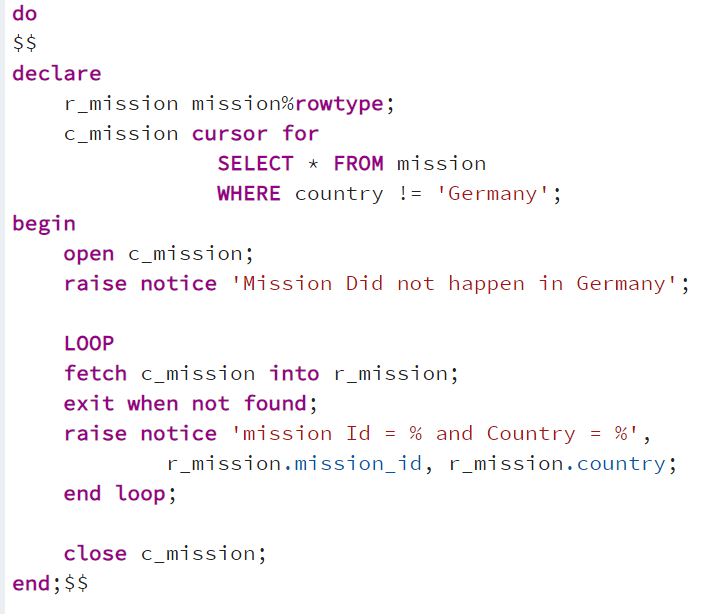 do
$$
declare
    r_mission mission%rowtype;
    c_mission cursor for
                SELECT * FROM mission
                WHERE country != 'Germany';
begin
    open c_mission;
    raise notice 'Mission Did not happen in Germany';

    LOOP
    fetch c_mission into r_mission;
    exit when not found;
    raise notice 'mission Id = % and Country = %',
            r_mission.mission_id, r_mission.country;
    end loop;

    close c_mission;
end;$$